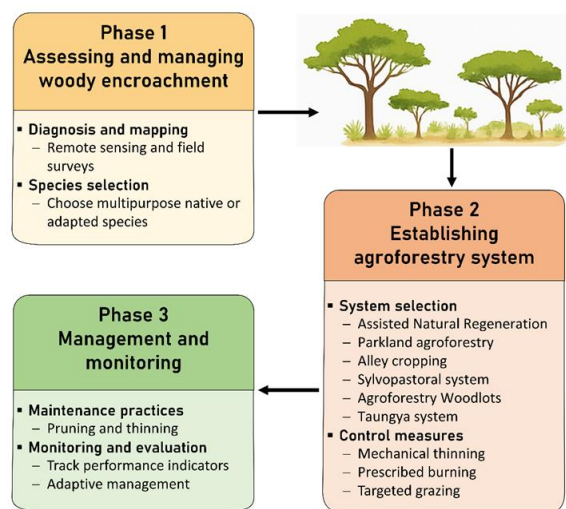 Phase 1
Assessing and managing
woody encroachment
▪ Diagnosis and mapping
– Remote sensing and field
surveys
▪ Species selection
– Choose multipurpose native or
adapted species
Phase 2
Establishing
agroforestry system
▪ System selection
– Assisted Natural Regeneration
– Parkland agroforestry
– Alley cropping
– Sylvopastoral system
– Agroforestry Woodlots
– Taungya system
▪ Control measures
– Mechanical thinning
– Prescribed burning
– Targeted grazing
Phase 3
Management and
monitoring
▪ Maintenance practices
– Pruning and thinning
▪ Monitoring and evaluation
– Track performance indicators
– Adaptive management